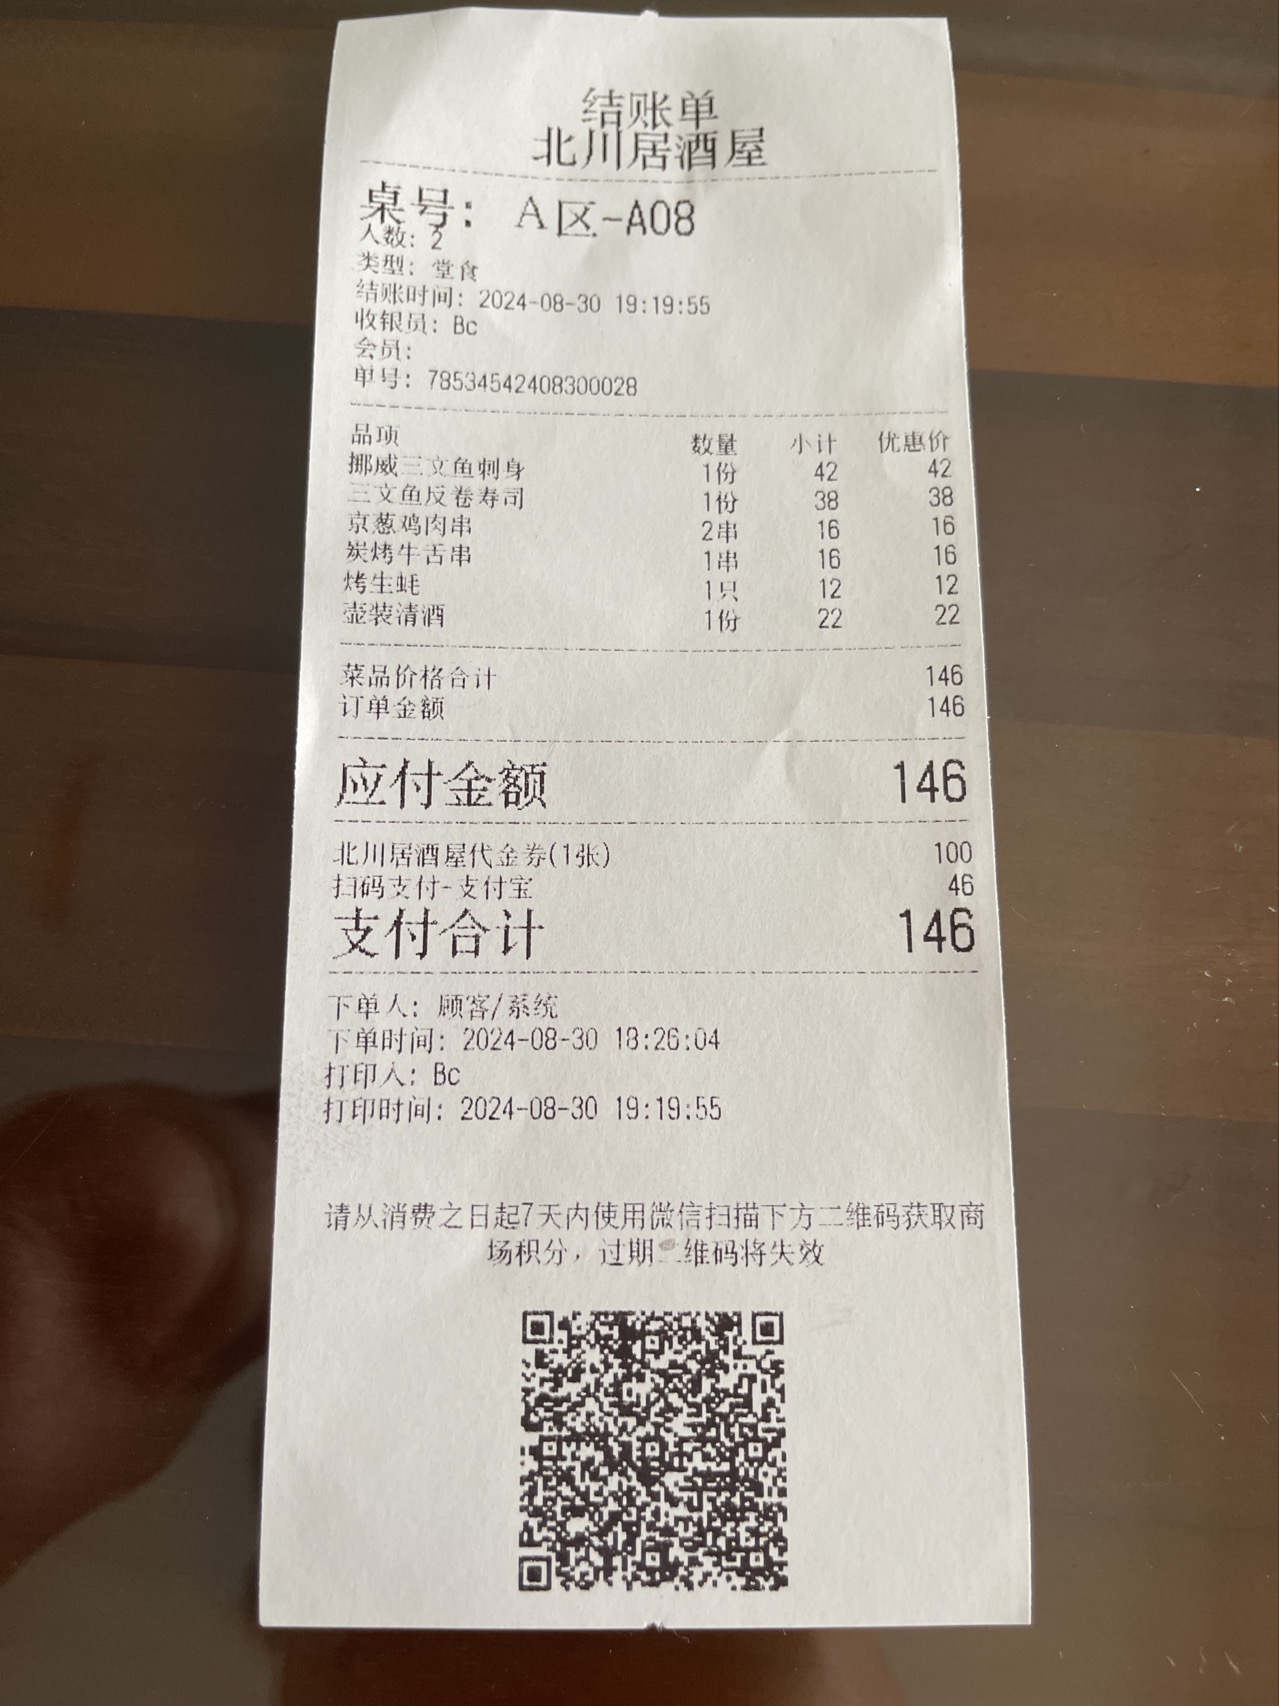 结账单
北川居酒屋
桌号: A区-A08
人数: 2
类型: 堂食
结账时间: 2024-08-30 19:19:55
收银员: Bc
会员:
单号: 78534542408300028
品项 数量 小计 优惠价
挪威三文鱼刺身 1份 42 42
三文鱼反卷寿司 1份 38 38
京葱鸡肉串 2串 16 16
炭烤牛舌串 1串 16 16
烤生蚝 1只 12 12
壶装清酒 1份 22 22
菜品价格合计 146
订单金额 146
应付金额 146
北川居酒屋代金券(1张) 100
扫码支付-支付宝 46
支付合计 146
下单人: 顾客/系统
下单时间: 2024-08-30 18:26:04
打印人: Bc
打印时间: 2024-08-30 19:19:55
请从消费之日起7天内使用微信扫描下方二维码获取商
场积分，过期二维码将失效